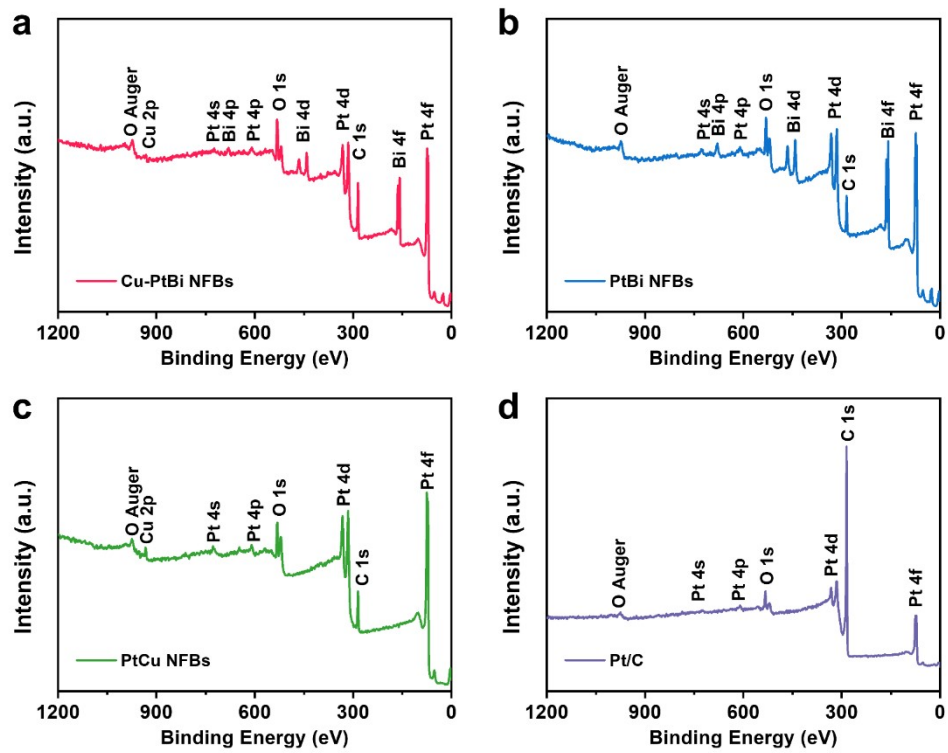 a
Intensity (a.u.)
O Auger
Cu 2p
Pt 4s
Bi 4p
Pt 4p
O 1s
Bi 4d
Pt 4d
C 1s
Bi 4f
Pt 4f
Cu-PtBi NFBs
1200 900 600 300 0
Binding Energy (eV)
b
Intensity (a.u.)
O Auger
Pt 4s
Bi 4p
Pt 4p
O 1s
Bi 4d
Pt 4d
C 1s
Bi 4f
Pt 4f
PtBi NFBs
1200 900 600 300 0
Binding Energy (eV)
c
Intensity (a.u.)
O Auger
Cu 2p
Pt 4s
Pt 4p
O 1s
Pt 4d
C 1s
Pt 4f
PtCu NFBs
1200 900 600 300 0
Binding Energy (eV)
d
Intensity (a.u.)
O Auger
Pt 4s
Pt 4p
O 1s
Pt 4d
C 1s
Pt 4f
Pt/C
1200 900 600 300 0
Binding Energy (eV)